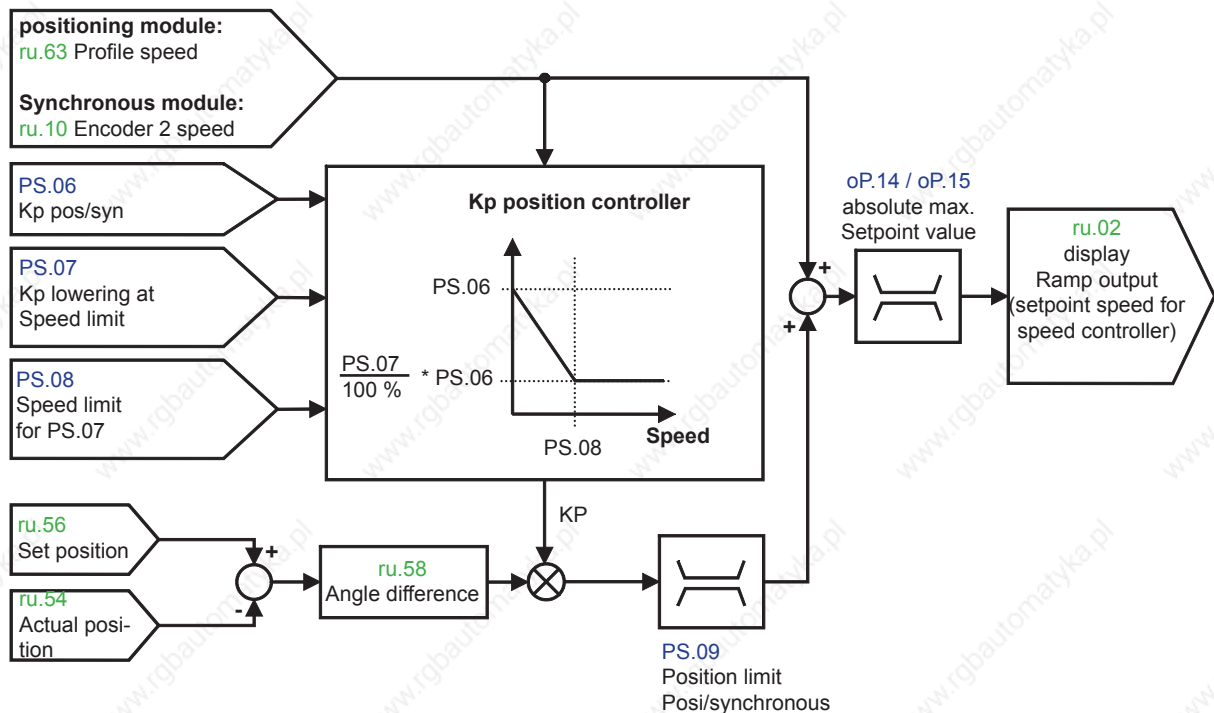 positioning module:
ru.63 Profile speed
Synchronous module:
ru.10 Encoder 2 speed
PS.06
Kp pos/syn
PS.07
Kp lowering at
Speed limit
PS.08
Speed limit
for PS.07
Kp position controller
PS.06
PS.07
100 %
* PS.06
PS.08
Speed
KP
ru.56
Set position
ru.54
Actual posi-
tion
+
-
ru.58
Angle difference
PS.09
Position limit
Posi/synchronous
+
+
oP.14 / oP.15
absolute max.
Setpoint value
ru.02
display
Ramp output
(setpoint speed for
speed controller)
www.rgbautomatyka.pl